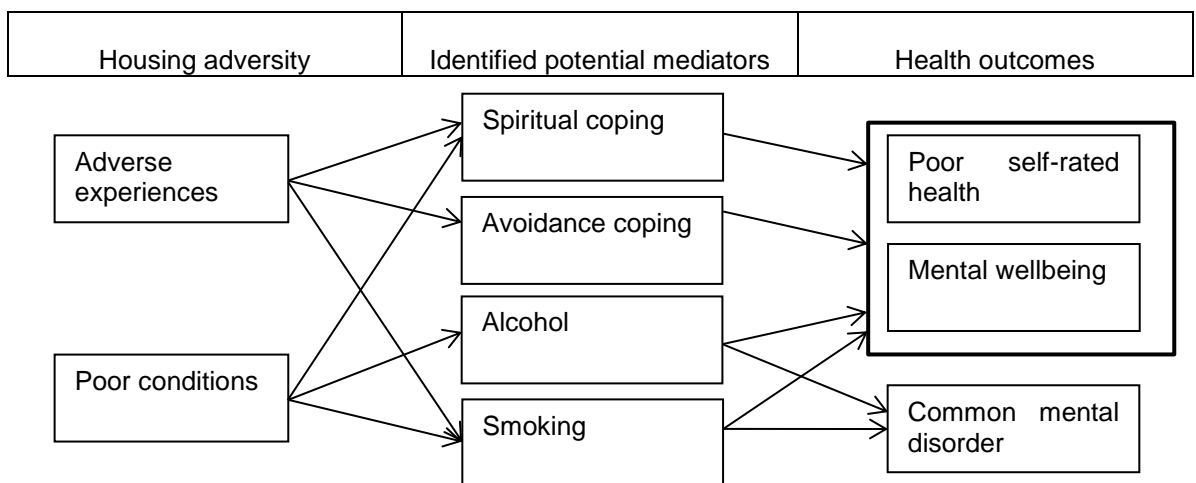 Housing adversity
Identified potential mediators
Health outcomes
Adverse
experiences
Poor conditions
Spiritual coping
Avoidance coping
Alcohol
Smoking
Poor self-rated
health
Mental wellbeing
Common mental
disorder